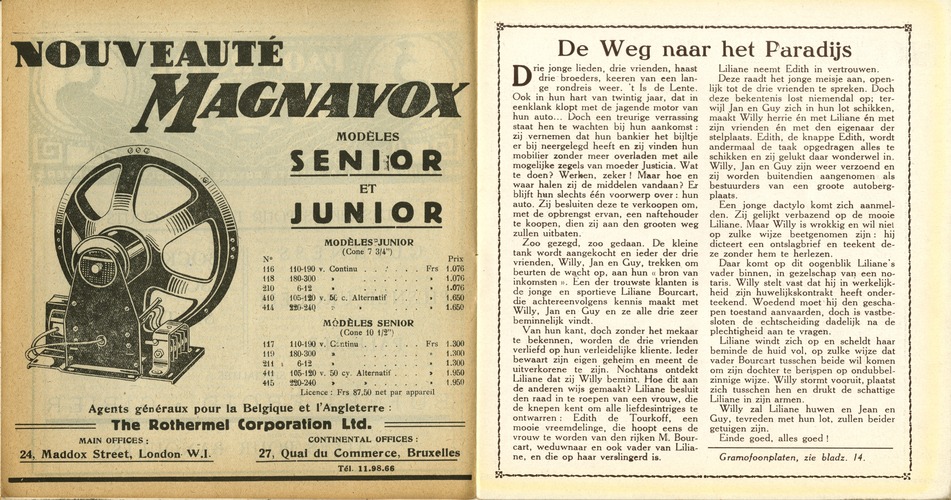 NOUVEAUTÉ
MAGNAVOX
MODÈLES
SENIOR
ET
JUNIOR
MODÈLES JUNIOR
(Cone 7 3/4")
N° Prix
116 110-190 v. Continu . . . . . Frs 1.076
118 180-300 » . . . . . » 1.076
210 6-12 » . . . . . » 1.076
410 105-120 v. 50 c. Alternatif . . . . » 1.650
414 220-240 » » . . . . » 1.650
MODÈLES SENIOR
(Cone 10 1/2")
117 110-190 v. Continu . . . . . Frs 1.300
119 180-300 » . . . . . » 1.300
211 6-12 » . . . . . » 1.300
411 105-120 v. 50 cy. Alternatif . . . . » 1.950
415 220-240 » » . . . . » 1.950
Licence : Frs 87,50 net par appareil
Agents généraux pour la Belgique et l'Angleterre :
The Rothermel Corporation Ltd.
MAIN OFFICES : CONTINENTAL OFFICES :
24, Maddox Street, London W.I. 27, Quai du Commerce, Bruxelles
Tél. 11.98.66
De Weg naar het Paradijs
Drie jonge lieden, drie vrienden, haast
drie broeders, keeren van een lan-
ge rondreis weer. 't Is de Lente.
Ook in hun hart van twintig jaar, dat in
eenklank klopt met de jagende motor van
hun auto... Doch een treurige verrassing
staat hen te wachten bij hun aankomst :
zij vernemen dat hun bankier het bijltje
er bij neergelegd heeft en zij vinden hun
mobilier zonder meer overladen met alle
mogelijke zegels van moeder Justicia. Wat
te doen? Werken, zeker! Maar hoe en
waar halen zij de middelen vandaan? Er
blijft hun slechts één voorwerp over: hun
auto. Zij besluiten deze te verkoopen om,
met de opbrengst ervan, een naftehouder
te koopen, dien zij aan den grooten weg
zullen uitbaten.
Zoo gezegd, zoo gedaan. De kleine
tank wordt aangekocht en ieder der drie
vrienden, Willy, Jan en Guy, trekken om
beurten de wacht op, aan hun « bron van
inkomsten ». Een der trouwste klanten is
de jonge en sportieve Liliane Bourcart,
die achtereenvolgens kennis maakt met
Willy, Jan en Guy en ze alle drie zeer
beminnelijk vindt.
Van hun kant, doch zonder het mekaar
te bekennen, worden de drie vrienden
verliefd op hun verleidelijke kliente. Ieder
bewaart zijn eigen geheim en meent de
uitverkorene te zijn. Nochtans ontdekt
Liliane dat zij Willy bemint. Hoe dit aan
de anderen wijs gemaakt? Liliane besluit
den raad in te roepen van een vrouw, die
de knepen kent om alle liefdesintriges te
ontwarren : Edith de Tourkoff, een
mooie vreemdelinge, die hoopt eens de
vrouw te worden van den rijken M. Bour-
cart, weduwnaar en ook vader van Lilia-
ne, en die op haar verslingerd is.
Liliane neemt Edith in vertrouwen.
Deze raadt het jonge meisje aan, open-
lijk tot de drie vrienden te spreken. Doch
deze bekentenis lost niemendal op; ter-
wijl Jan en Guy zich in hun lot schikken,
maakt Willy herrie én met Liliane én met
zijn vrienden én met den eigenaar der
stelplaats. Edith, de knappe Edith, wordt
andermaal de taak opgedragen alles te
schikken en zij gelukt daar wonderwel in.
Willy, Jan en Guy zijn weer verzoend en
zij worden buitendien aangenomen als
bestuurders van een groote autoberg-
plaats.
Een jonge dactylo komt zich aanmel-
den. Zij gelijkt verbazend op de mooie
Liliane. Maar Willy is wrokkig en wil niet
op zulke wijze beetgenomen zijn : hij
dicteert een ontslagbrief en teekent de-
ze zonder hem te herlezen.
Daar komt op dit oogenblik Liliane's
vader binnen, in gezelschap van een no-
taris. Willy stelt vast dat hij in werkelijk-
heid zijn huwelijkskontrakt heeft onder-
teekend. Woedend moet hij den gescha-
pen toestand aanvaarden, doch is vastbe-
sloten de echtscheiding dadelijk na de
plechtigheid aan te vragen.
Liliane windt zich op en scheldt haar
beminde de huid vol, op zulke wijze dat
vader Bourcart tusschen beide wil komen
om zijn dochter te berispen op ondubbel-
zinnige wijze. Willy stormt vooruit, plaatst
zich tusschen hen en drukt de schattige
Liliane in zijn armen.
Willy zal Liliane huwen en Jean en
Guy, tevreden met hun lot, zullen beider
getuigen zijn.
Einde goed, alles goed !
Gramofoonplaten, zie bladz. 14.